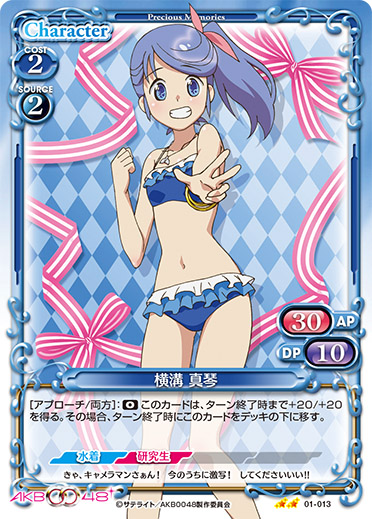 Precious Memories
Character
COST
2
SOURCE
2
30 AP
DP 10
横溝 真琴
[アプローチ/両方]:0 このカードは、ターン終了時まで+20/+20
を得る。その場合、ターン終了時にこのカードをデッキの下に移す。
水着 研究生
きゃ、キャメラマンさぁん! 今のうちに激写! してくださいいい!!
AKB0048
©サテライト/AKB0048製作委員会
01-013